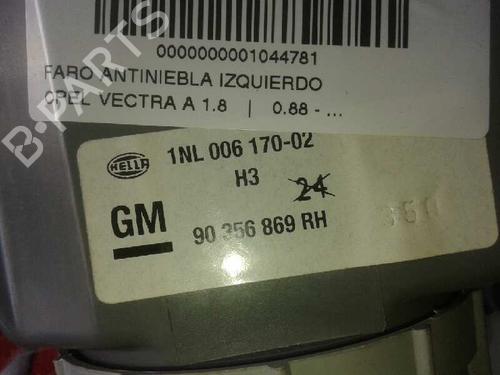 0000000001044781
FARO ANTINIEBLA IZQUIERDO
OPEL VECTRA A 1.8 | 0.88 - ...
B-PARTS
HELLA
1NL 006 170-02
H3 24
GM
90 356 869 RH